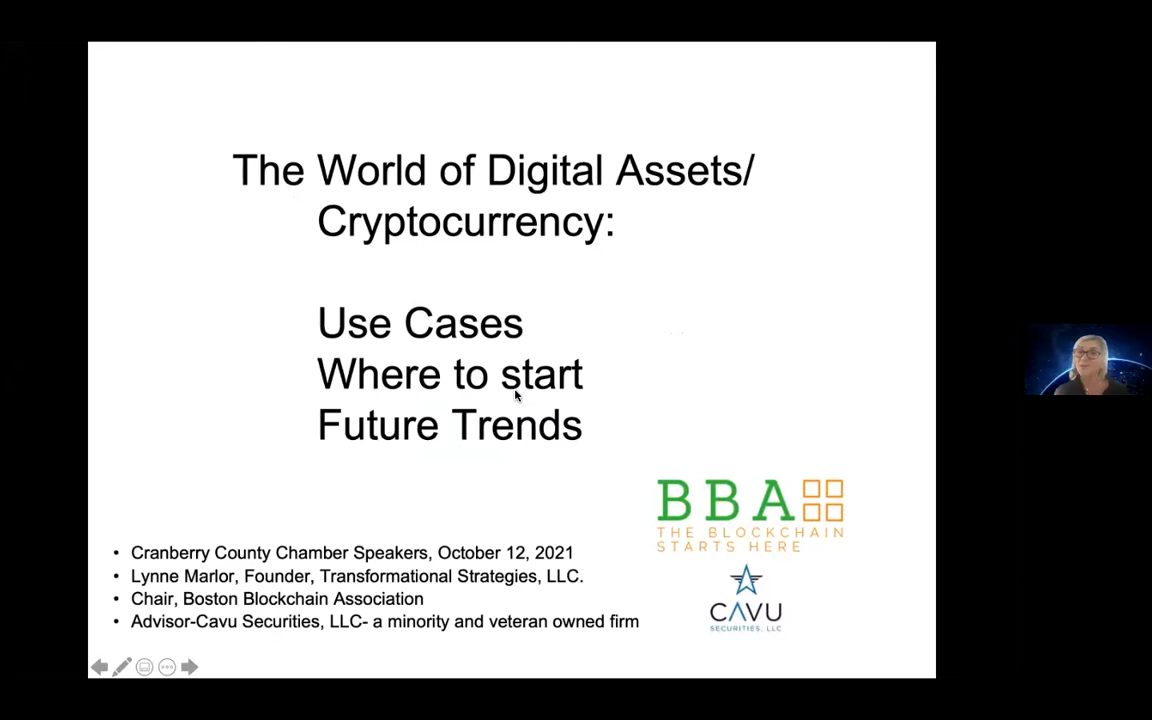 The World of Digital Assets/
Cryptocurrency:
Use Cases
Where to start
Future Trends
BBA
THE BLOCKCHAIN
STARTS HERE
• Cranberry County Chamber Speakers, October 12, 2021
• Lynne Marlor, Founder, Transformational Strategies, LLC.
• Chair, Boston Blockchain Association
• Advisor-Cavu Securities, LLC- a minority and veteran owned firm
CAVU
SECURITIES, LLC